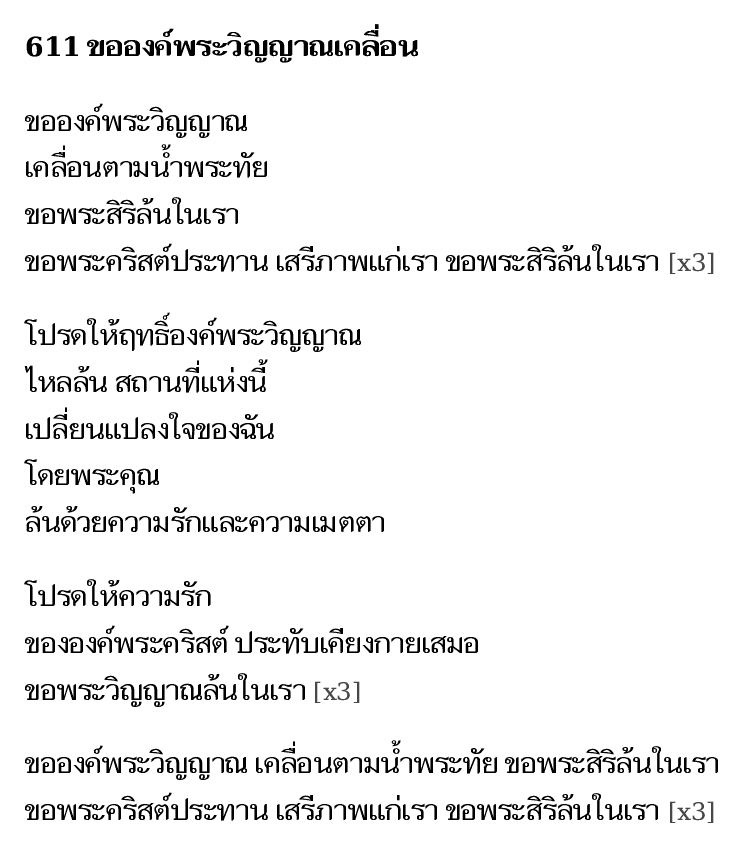 611 ขอองค์พระวิญญาณเคลื่อน
ขอองค์พระวิญญาณ
เคลื่อนตามน้ำพระทัย
ขอพระสิริล้นในเรา
ขอพระคริสต์ประทาน เสรีภาพแก่เรา ขอพระสิริล้นในเรา [x3]
โปรดให้ฤทธิ์องค์พระวิญญาณ
ไหลล้น สถานที่แห่งนี้
เปลี่ยนแปลงใจของฉัน
โดยพระคุณ
ล้นด้วยความรักและความเมตตา
โปรดให้ความรัก
ขององค์พระคริสต์ ประทับเคียงกายเสมอ
ขอพระวิญญาณล้นในเรา [x3]
ขอองค์พระวิญญาณ เคลื่อนตามน้ำพระทัย ขอพระสิริล้นในเรา
ขอพระคริสต์ประทาน เสรีภาพแก่เรา ขอพระสิริล้นในเรา [x3]